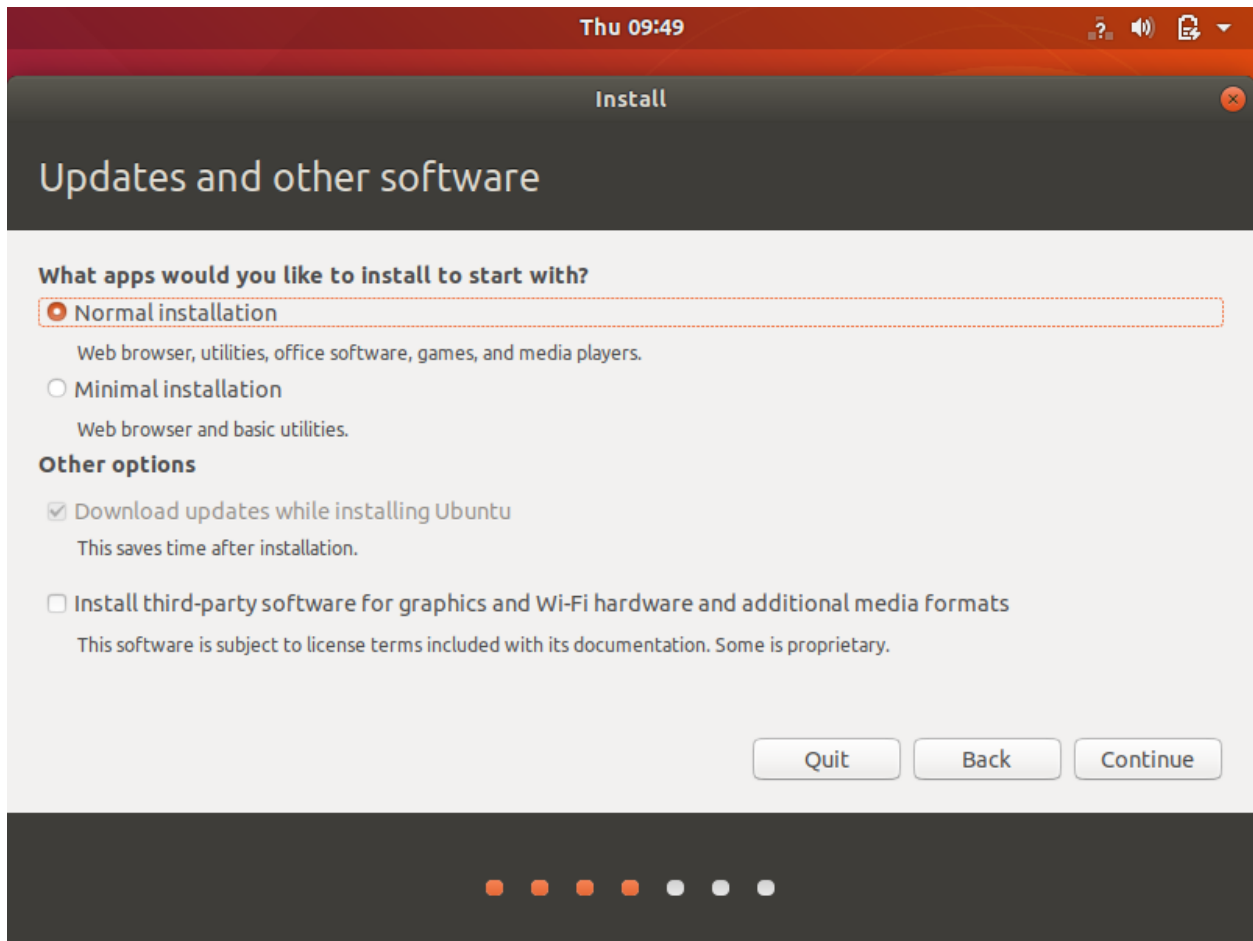 Thu 09:49
Install
Updates and other software
What apps would you like to install to start with?
Normal installation
Web browser, utilities, office software, games, and media players.
Minimal installation
Web browser and basic utilities.
Other options
Download updates while installing Ubuntu
This saves time after installation.
Install third-party software for graphics and Wi-Fi hardware and additional media formats
This software is subject to license terms included with its documentation. Some is proprietary.
Quit Back Continue